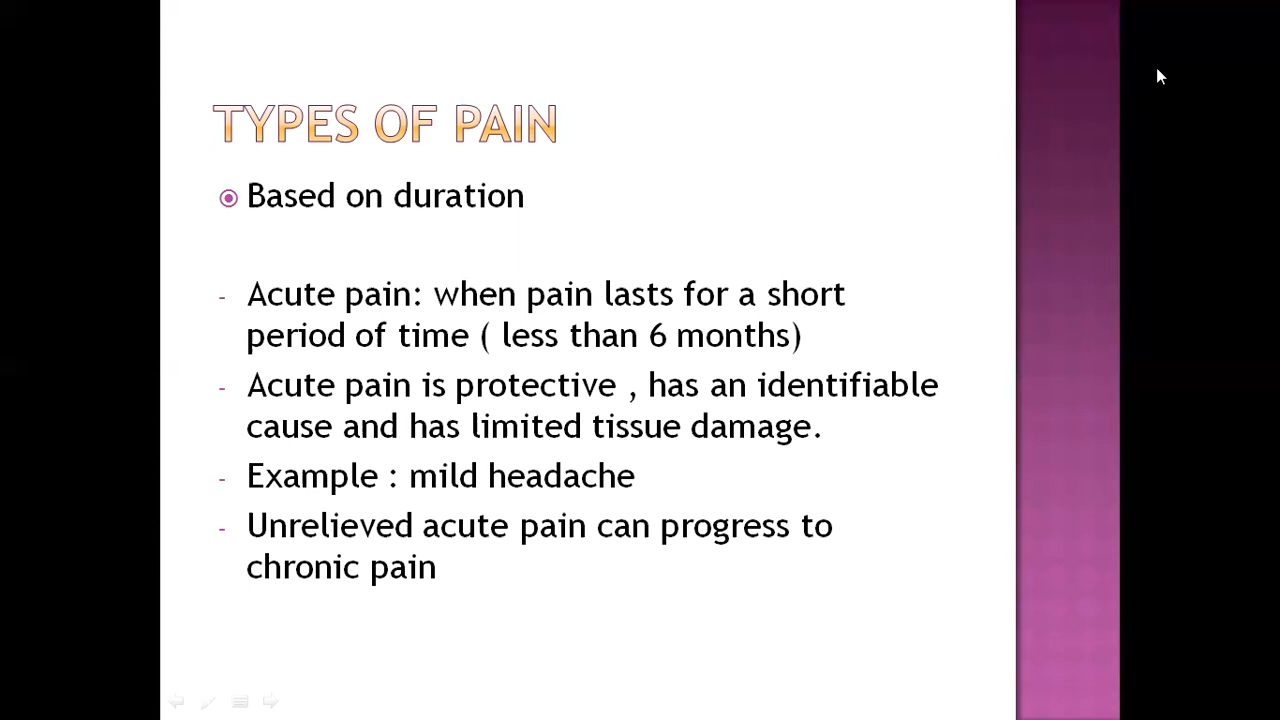 TYPES OF PAIN
Based on duration
- Acute pain: when pain lasts for a short
period of time ( less than 6 months)
- Acute pain is protective , has an identifiable
cause and has limited tissue damage.
- Example : mild headache
- Unrelieved acute pain can progress to
chronic pain